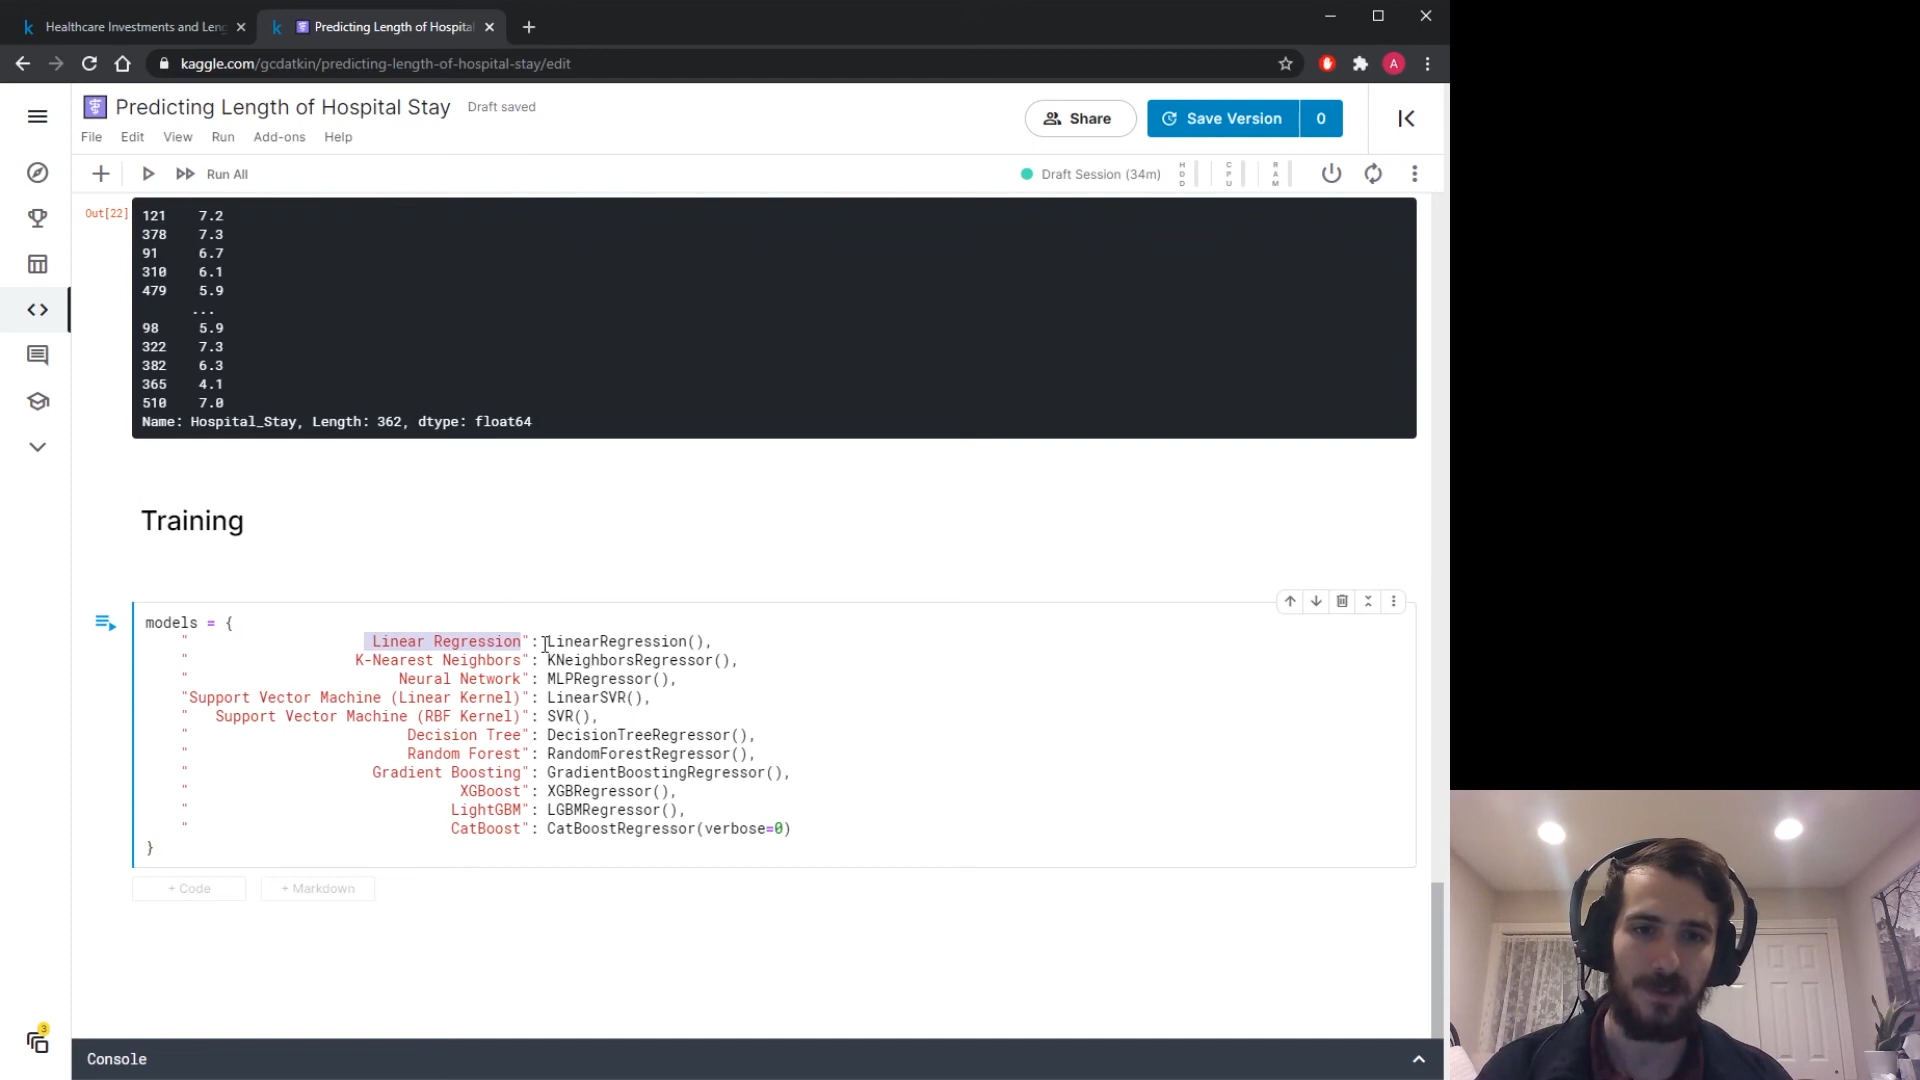 Healthcare Investments and Leng
Predicting Length of Hospital
kaggle.com/gcdatkin/predicting-length-of-hospital-stay/edit
A
Predicting Length of Hospital Stay
Draft saved
Share
Save Version
0
File Edit View Run Add-ons Help
Run All
Draft Session (34m)
HDD
CPU
RAM
Out[22]
121 7.2
378 7.3
91 6.7
310 6.1
479 5.9
...
98 5.9
322 7.3
382 6.3
365 4.1
510 7.0
Name: Hospital_Stay, Length: 362, dtype: float64
Training
models = {
" Linear Regression": LinearRegression(),
" K-Nearest Neighbors": KNeighborsRegressor(),
" Neural Network": MLPRegressor(),
"Support Vector Machine (Linear Kernel)": LinearSVR(),
" Support Vector Machine (RBF Kernel)": SVR(),
" Decision Tree": DecisionTreeRegressor(),
" Random Forest": RandomForestRegressor(),
" Gradient Boosting": GradientBoostingRegressor(),
" XGBoost": XGBRegressor(),
" LightGBM": LGBMRegressor(),
" CatBoost": CatBoostRegressor(verbose=0)
}
+ Code
+ Markdown
3
Console